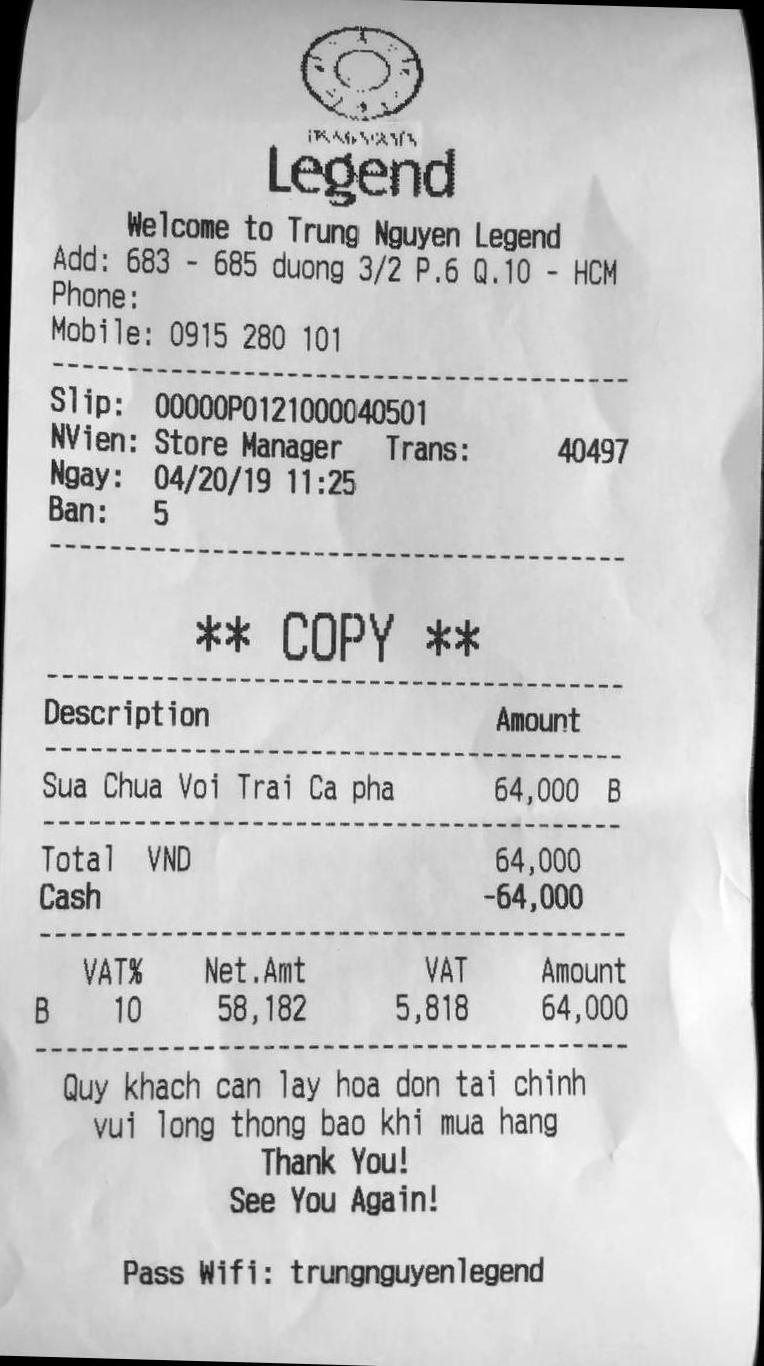 Legend
Welcome to Trung Nguyen Legend
Add: 683 - 685 duong 3/2 P.6 Q.10 - HCM
Phone:
Mobile: 0915 280 101
Slip: 00000P0121000040501
NVien: Store Manager Trans: 40497
Ngay: 04/20/19 11:25
Ban: 5
** COPY **
Description Amount
Sua Chua Voi Trai Ca pha 64,000 B
Total VND 64,000
Cash -64,000
VAT% Net.Amt VAT Amount
B 10 58,182 5,818 64,000
Quy khach can lay hoa don tai chinh
vui long thong bao khi mua hang
Thank You!
See You Again!
Pass Wifi: trungnguyenlegend